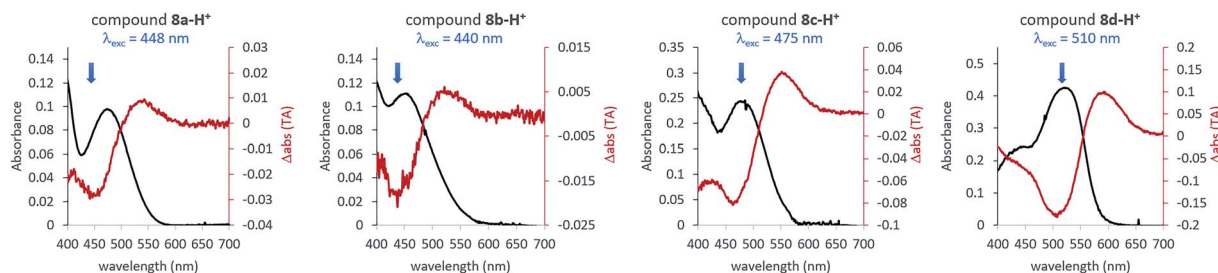 compound 8a-H⁺
λexc = 448 nm
0.14
0.12
0.1
0.08
0.06
0.04
0.02
0
Absorbance
0.03
0.02
0.01
0
-0.01
-0.02
-0.03
-0.04
Δabs (TA)
400 450 500 550 600 650 700
wavelength (nm)
compound 8b-H⁺
λexc = 440 nm
0.14
0.12
0.1
0.08
0.06
0.04
0.02
0
Absorbance
0.015
0.005
-0.005
-0.015
-0.025
Δabs (TA)
400 450 500 550 600 650 700
wavelength (nm)
compound 8c-H⁺
λexc = 475 nm
0.35
0.3
0.25
0.2
0.15
0.1
0.05
0
Absorbance
0.06
0.04
0.02
0
-0.02
-0.04
-0.06
-0.08
-0.1
Δabs (TA)
400 450 500 550 600 650 700
wavelength (nm)
compound 8d-H⁺
λexc = 510 nm
0.5
0.4
0.3
0.2
0.1
0
Absorbance
0.2
0.15
0.1
0.05
0
-0.05
-0.1
-0.15
-0.2
Δabs (TA)
400 450 500 550 600 650 700
wavelength (nm)